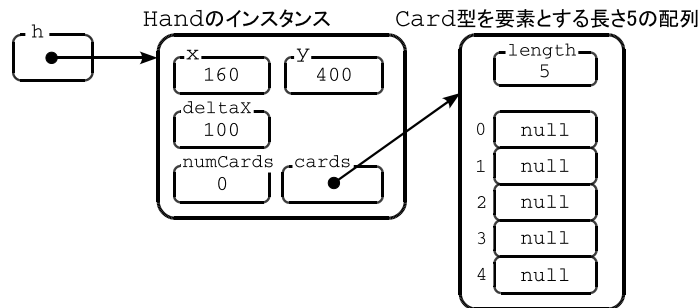 Handのインスタンス
Card型を要素とする長さ5の配列
h
x
160
y
400
deltaX
100
numCards
0
cards
length
5
0 null
1 null
2 null
3 null
4 null